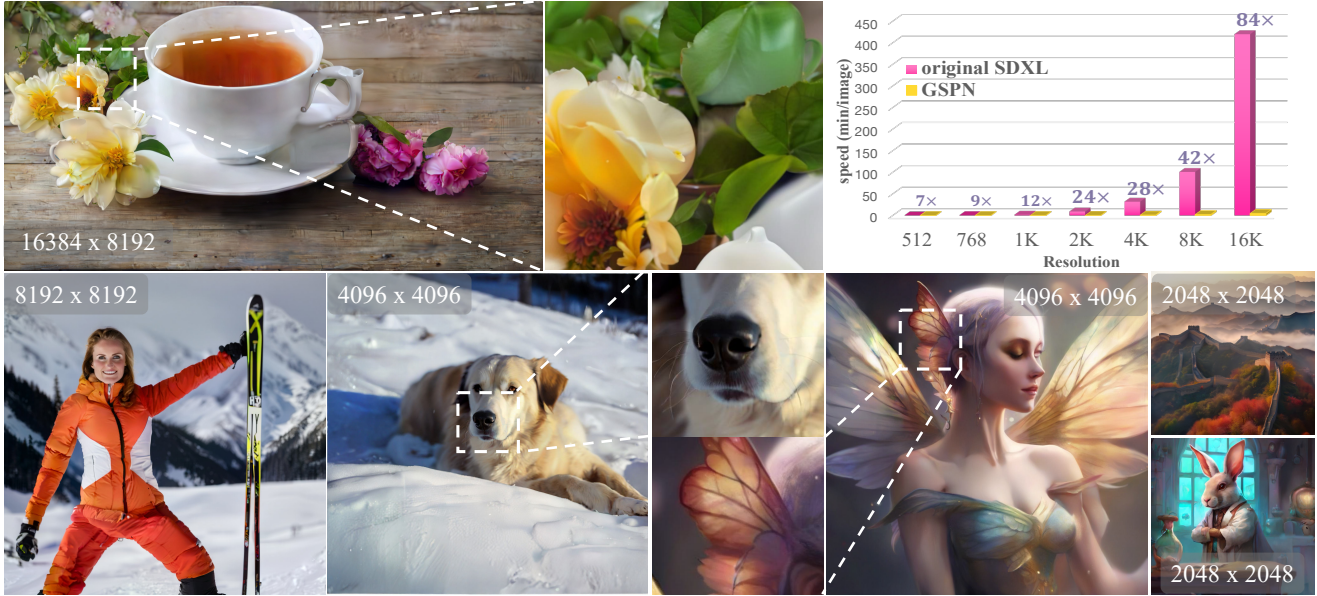 16384 x 8192
450
400
350
300
250
200
150
100
50
0
speed (min/image)
original SDXL
GSPN
7×
9×
12×
24×
28×
42×
84×
512 768 1K 2K 4K 8K 16K
Resolution
8192 x 8192
4096 x 4096
4096 x 4096
2048 x 2048
2048 x 2048